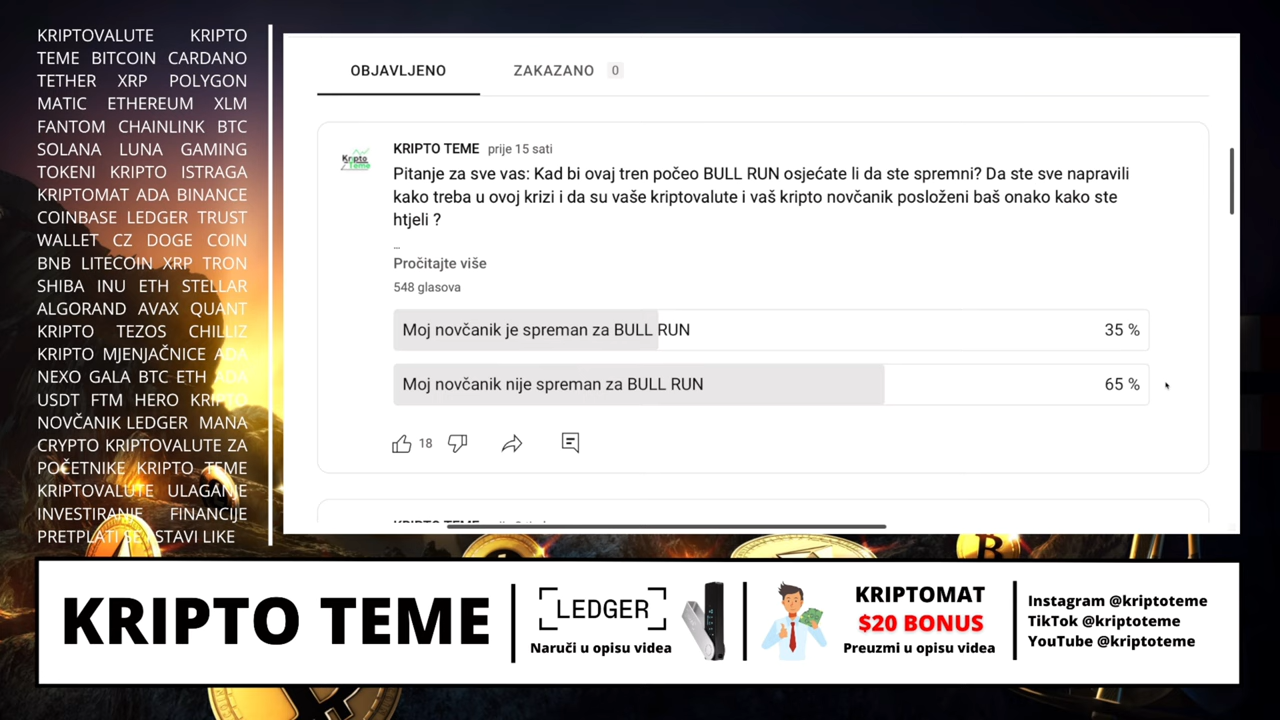 KRIPTOVALUTE KRIPTO
TEME BITCOIN CARDANO
TETHER XRP POLYGON
MATIC ETHEREUM XLM
FANTOM CHAINLINK BTC
SOLANA LUNA GAMING
TOKENI KRIPTO ISTRAGA
KRIPTOMAT ADA BINANCE
COINBASE LEDGER TRUST
WALLET CZ DOGE COIN
BNB LITECOIN XRP TRON
SHIBA INU ETH STELLAR
ALGORAND AVAX QUANT
KRIPTO TEZOS CHILLIZ
KRIPTO MJENJAČNICE ADA
NEXO GALA BTC ETH ADA
USDT FTM HERO KRIPTO
NOVČANIK LEDGER MANA
CRYPTO KRIPTOVALUTE ZA
POČETNIKE KRIPTO TEME
KRIPTOVALUTE ULAGANJE
INVESTIRANJE FINANCIJE
PRETPLATI SE I STAVI LIKE
OBJAVLJENO
ZAKAZANO 0
Kripto Teme
KRIPTO TEME prije 15 sati
Pitanje za sve vas: Kad bi ovaj tren počeo BULL RUN osjećate li da ste spremni? Da ste sve napravili
kako treba u ovoj krizi i da su vaše kriptovalute i vaš kripto novčanik posloženi baš onako kako ste
htjeli ?
Pročitajte više
548 glasova
Moj novčanik je spreman za BULL RUN 35 %
Moj novčanik nije spreman za BULL RUN 65 %
18
KRIPTO TEME
KRIPTO TEME
LEDGER
Naruči u opisu videa
KRIPTOMAT
$20 BONUS
Preuzmi u opisu videa
Instagram @kriptoteme
TikTok @kriptoteme
YouTube @kriptoteme